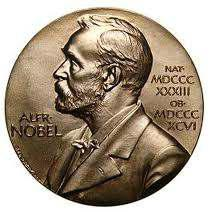 ALFR·
NOBEL
NAT·
MDCCC
XXXIII
OB·
MDCCC
XCVI